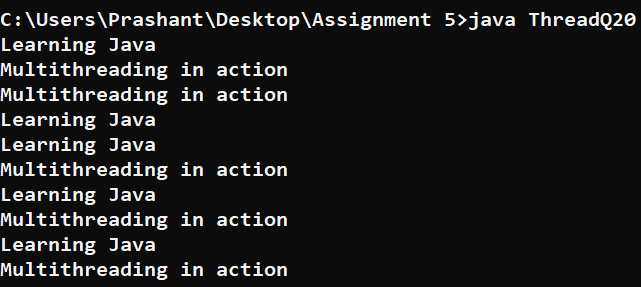 C:\Users\Prashant\Desktop\Assignment 5>java ThreadQ20
Learning Java
Multithreading in action
Multithreading in action
Learning Java
Learning Java
Multithreading in action
Learning Java
Multithreading in action
Learning Java
Multithreading in action